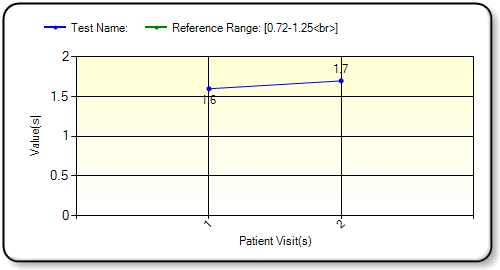 Test Name: Reference Range: [0.72-1.25<br>]
2
1.7
1.5
1.6
1
0.5
0
Value(s)
1 2
Patient Visit(s)